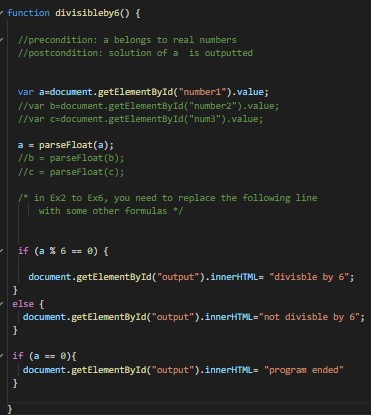 function divisibleby6() {
//precondition: a belongs to real numbers
//postcondition: solution of a  is outputted
var a=document.getElementById("number1").value;
//var b=document.getElementById("number2").value;
//var c=document.getElementById("num3").value;
a = parseFloat(a);
//b = parseFloat(b);
//c = parseFloat(c);
/* in Ex2 to Ex6, you need to replace the following line
with some other formulas */
if (a % 6 == 0) {
document.getElementById("output").innerHTML= "divisble by 6";
}
else {
document.getElementById("output").innerHTML="not divisble by 6";
}
if (a == 0){
document.getElementById("output").innerHTML= "program ended"
}
}